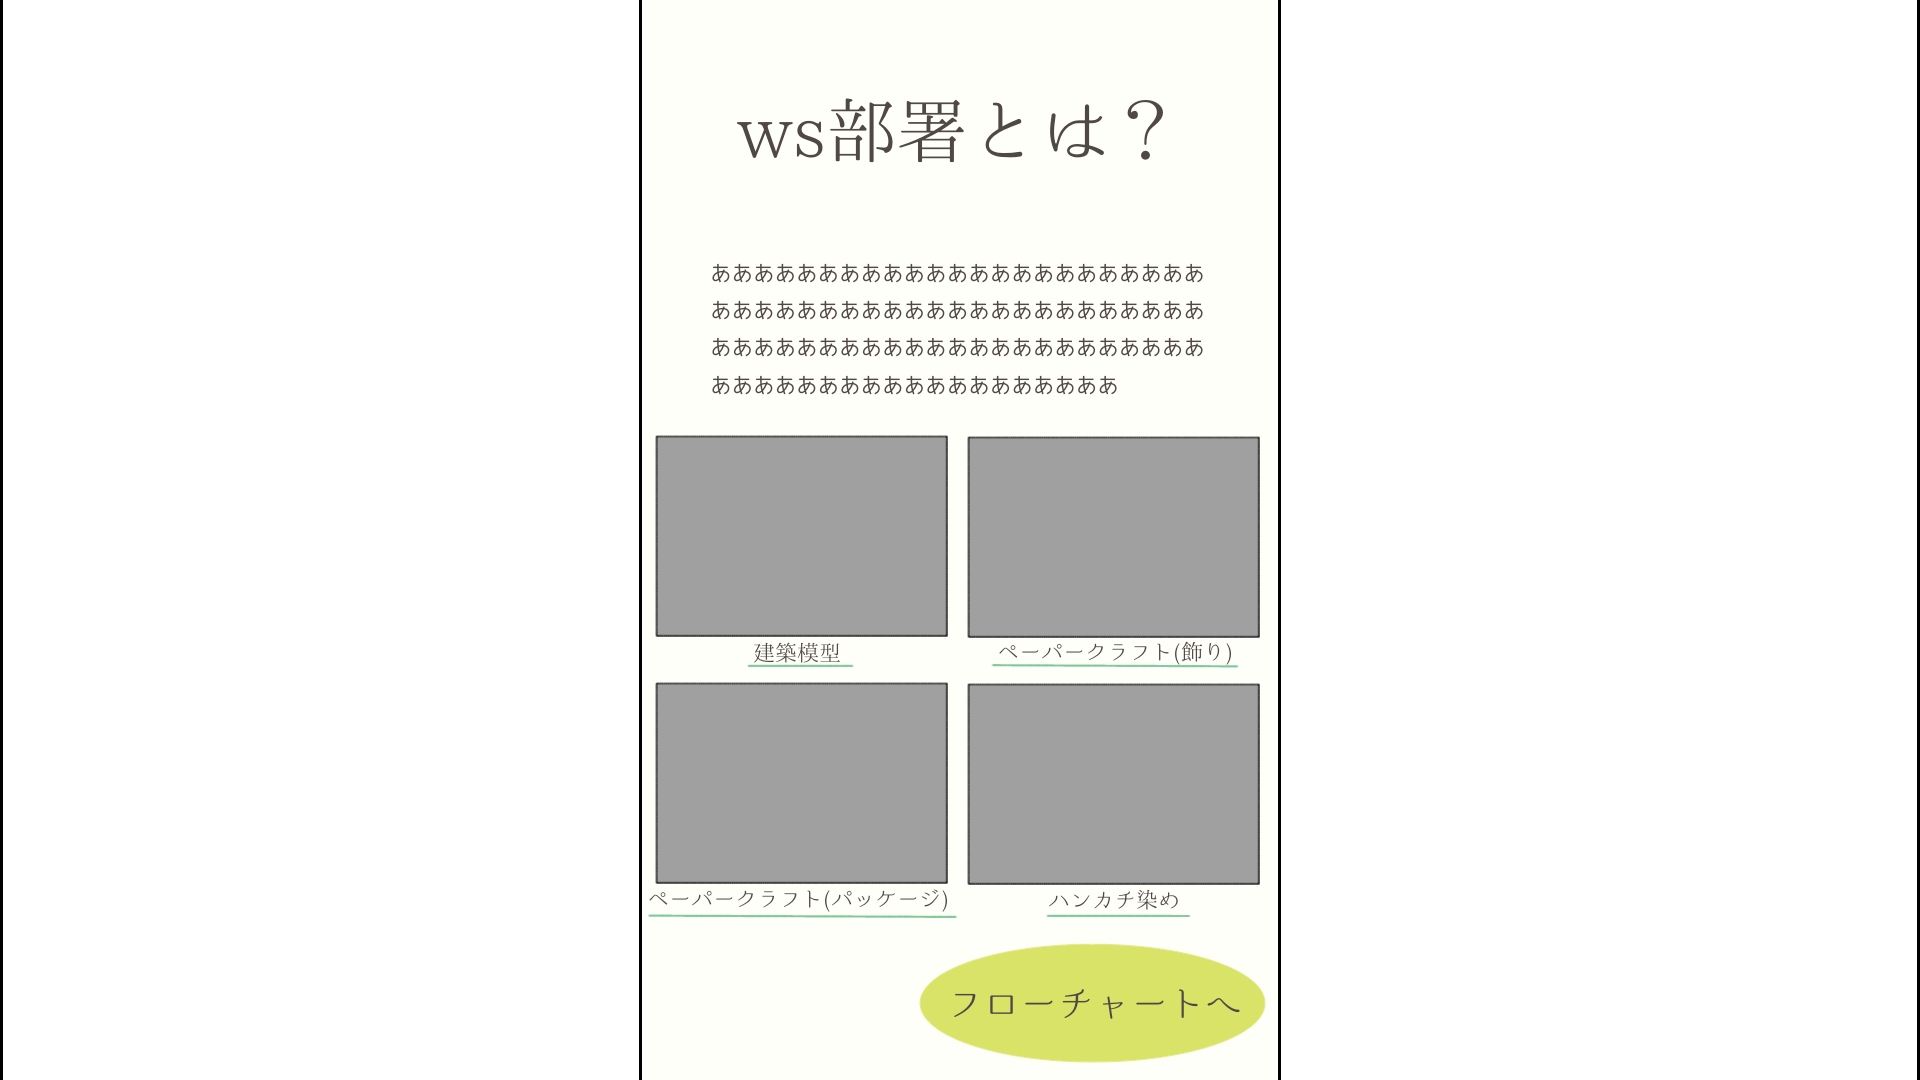 ws部署とは？
あああああああああああああああああああああああ
あああああああああああああああああああああああ
あああああああああああああああああああああああ
あああああああああああああああああああ
建築模型
ペーパークラフト(飾り)
ペーパークラフト(パッケージ)
ハンカチ染め
フローチャートへ